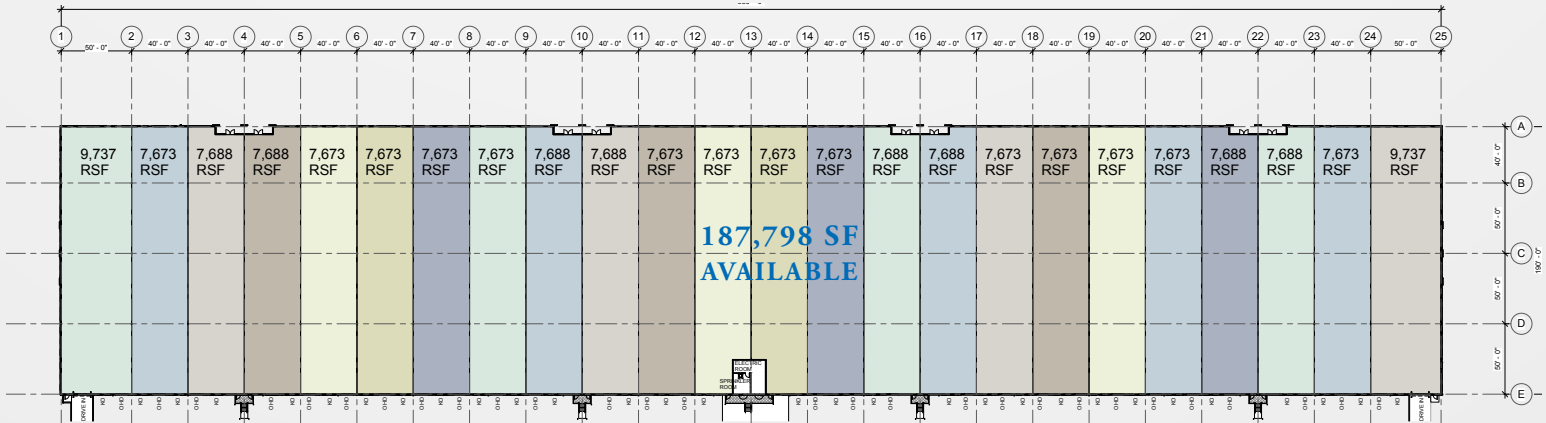 1 2 3 4 5 6 7 8 9 10 11 12 13 14 15 16 17 18 19 20 21 22 23 24 25
50' - 0" 40' - 0" 40' - 0" 40' - 0" 40' - 0" 40' - 0" 40' - 0" 40' - 0" 40' - 0" 40' - 0" 40' - 0" 40' - 0" 40' - 0" 40' - 0" 40' - 0" 40' - 0" 40' - 0" 40' - 0" 40' - 0" 40' - 0" 40' - 0" 40' - 0" 40' - 0" 50' - 0"
A
9,737 7,673 7,688 7,688 7,673 7,673 7,673 7,673 7,688 7,688 7,673 7,673 7,673 7,673 7,688 7,688 7,673 7,673 7,673 7,673 7,688 7,688 7,673 9,737
RSF RSF RSF RSF RSF RSF RSF RSF RSF RSF RSF RSF RSF RSF RSF RSF RSF RSF RSF RSF RSF RSF RSF RSF
40' - 0"
B
50' - 0"
187,798 SF
AVAILABLE
C
190' - 0"
50' - 0"
D
50' - 0"
ELECTRIC
ROOM
SPRINKLER
ROOM
E
DRIVE IN
DRIVE IN